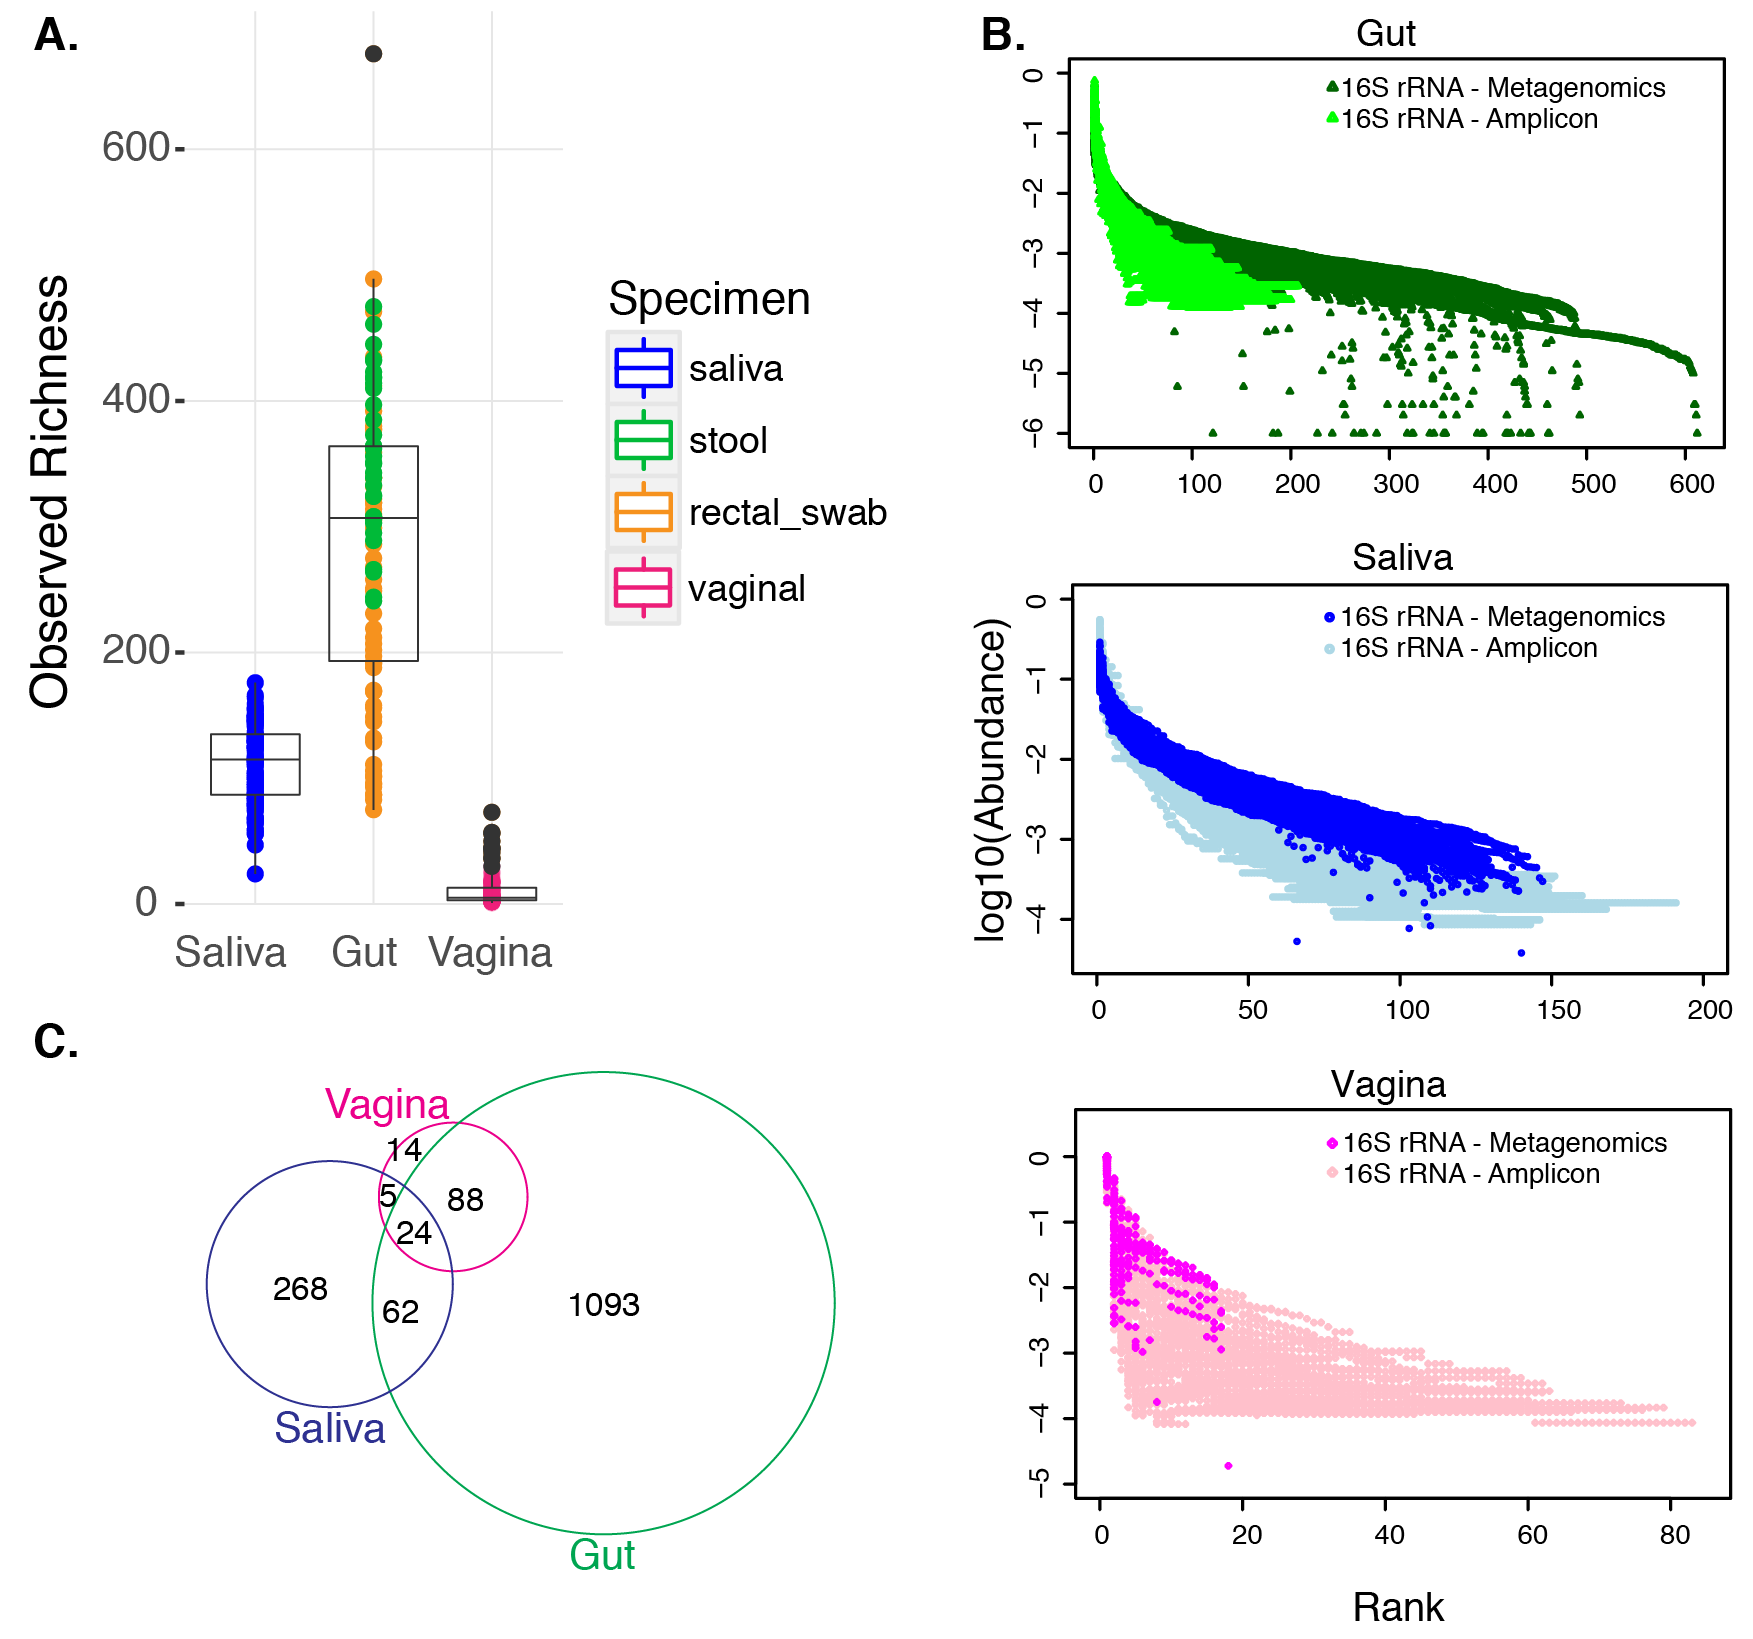 A.
Observed Richness
600
400
200
0
Saliva Gut Vagina
Specimen
saliva
stool
rectal_swab
vaginal
B.
Gut
16S rRNA - Metagenomics
16S rRNA - Amplicon
0
−1
−2
−3
−4
−5
−6
0 100 200 300 400 500 600
Saliva
16S rRNA - Metagenomics
16S rRNA - Amplicon
log10(Abundance)
0
−1
−2
−3
−4
0 50 100 150 200
Vagina
16S rRNA - Metagenomics
16S rRNA - Amplicon
0
−1
−2
−3
−4
−5
0 20 40 60 80
Rank
C.
Vagina
14
5
88
24
268
62
1093
Saliva
Gut